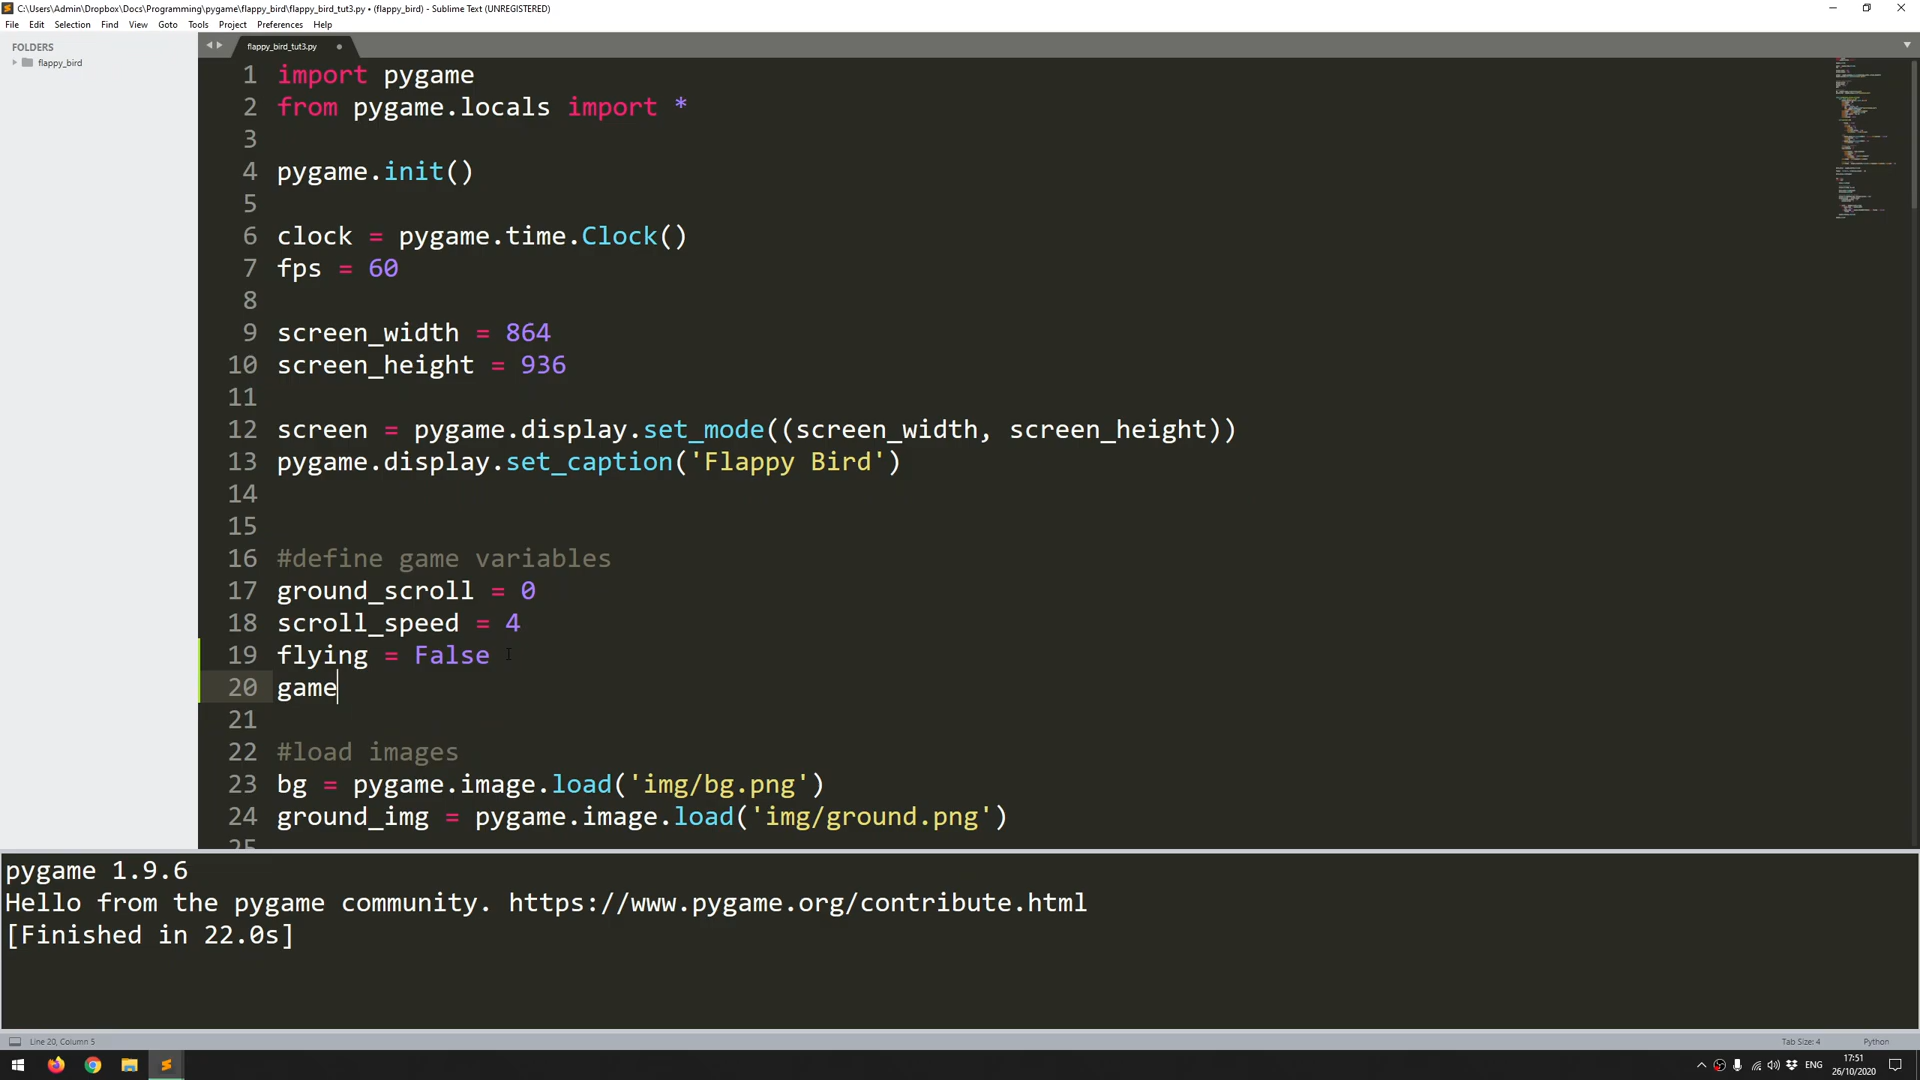 C:\Users\Admin\Dropbox\Docs\Programming\pygame\flappy_bird\flappy_bird_tut3.py • (flappy_bird) - Sublime Text (UNREGISTERED)
File Edit Selection Find View Goto Tools Project Preferences Help
FOLDERS
flappy_bird
flappy_bird_tut3.py
1 import pygame
2 from pygame.locals import *
3
4 pygame.init()
5
6 clock = pygame.time.Clock()
7 fps = 60
8
9 screen_width = 864
10 screen_height = 936
11
12 screen = pygame.display.set_mode((screen_width, screen_height))
13 pygame.display.set_caption('Flappy Bird')
14
15
16 #define game variables
17 ground_scroll = 0
18 scroll_speed = 4
19 flying = False
20 game
21
22 #load images
23 bg = pygame.image.load('img/bg.png')
24 ground_img = pygame.image.load('img/ground.png')
25
pygame 1.9.6
Hello from the pygame community. https://www.pygame.org/contribute.html
[Finished in 22.0s]
Line 20, Column 5
Tab Size: 4
Python
ENG
17:51
26/10/2020